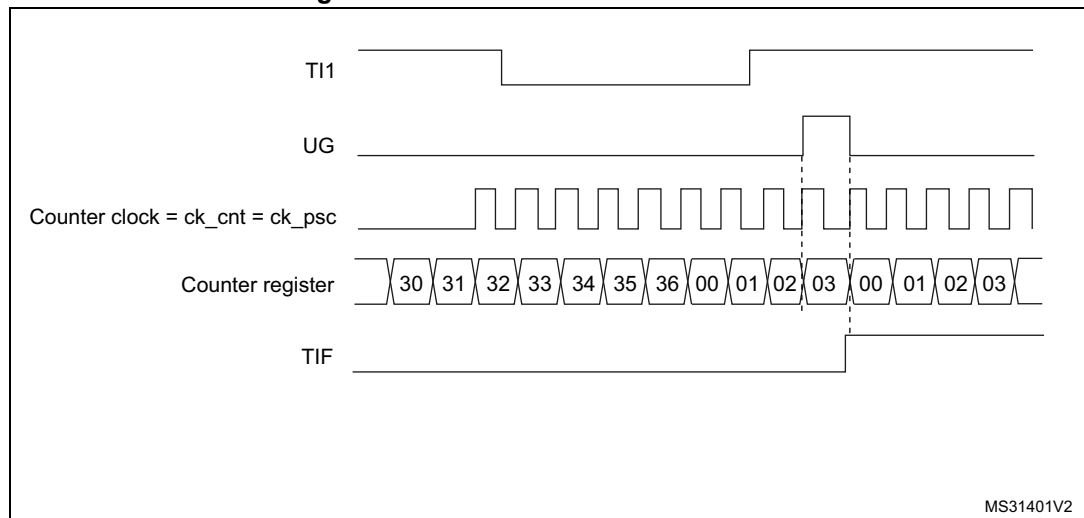 TI1
UG
Counter clock = ck_cnt = ck_psc
Counter register 30 31 32 33 34 35 36 00 01 02 03 00 01 02 03
TIF
MS31401V2